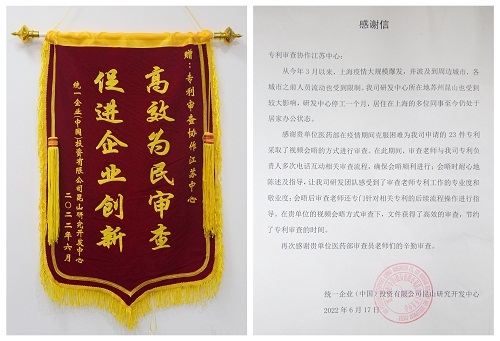 赠：专利审查协作江苏中心
高效为民审查
促进企业创新
统一企业(中国)投资有限公司昆山研究开发中心
二〇二二年六月
感谢信
专利审查协作江苏中心：
从今年3月以来，上海疫情大规模爆发，并波及到周边城市，各
城市之前人员流动也受到限制。我司研发中心所在地苏州昆山也受到
较大影响，研发中心停工一个月，居住在上海的多位同事至今仍处于
居家办公状态。
感谢贵单位医药部在疫情期间克服困难为我司申请的23件专利
采取了视频会晤的方式进行审查。在此期间，审查老师与我司专利负
责人多次电话互动相关审查流程，确保会晤顺利进行；会晤时耐心地
陈述及指导，让我司研发团队感受到了审查老师专利工作的专业度和
敬业度；会晤后审查老师还专门针对相关专利的后续流程操作进行指
导。在贵单位的视频会晤方式审查下，文件获得了高效的审查，节约
了专利审查的时间。
再次感谢贵单位医药部审查员老师们的辛勤审查。
统一企业（中国）投资有限公司昆山研究开发中心
2022年6月17日